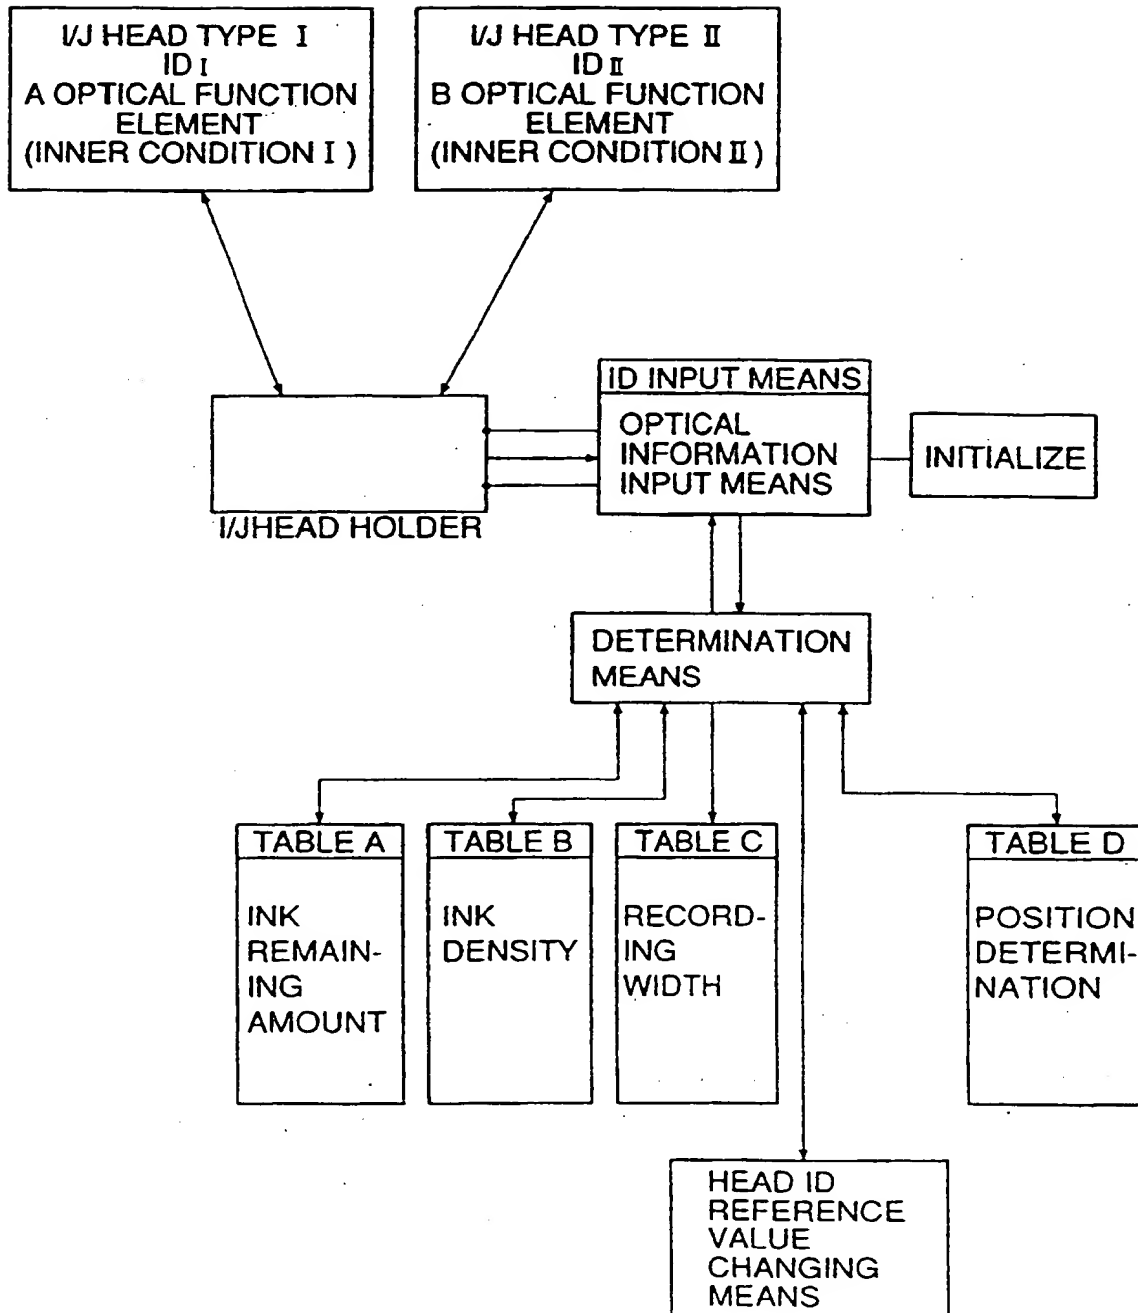 I/J HEAD TYPE I
ID I
A OPTICAL FUNCTION
ELEMENT
(INNER CONDITION I )
I/J HEAD TYPE II
ID II
B OPTICAL FUNCTION
ELEMENT
(INNER CONDITION II )
I/JHEAD HOLDER
ID INPUT MEANS
OPTICAL
INFORMATION
INPUT MEANS
INITIALIZE
DETERMINATION
MEANS
TABLE A
INK
REMAIN-
ING
AMOUNT
TABLE B
INK
DENSITY
TABLE C
RECORD-
ING
WIDTH
TABLE D
POSITION
DETERMI-
NATION
HEAD ID
REFERENCE
VALUE
CHANGING
MEANS